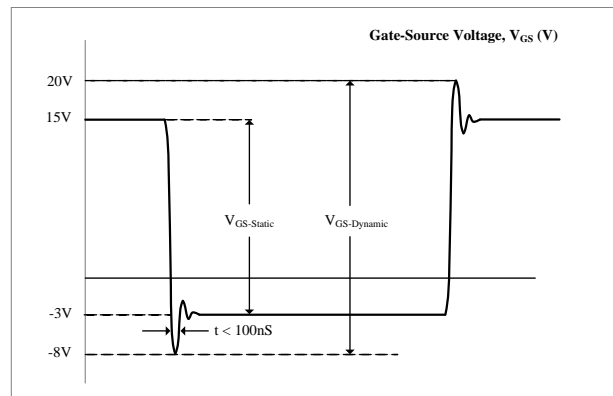 Gate-Source Voltage, VGS (V)
20V
15V
VGS-Static
VGS-Dynamic
-3V
t < 100nS
-8V